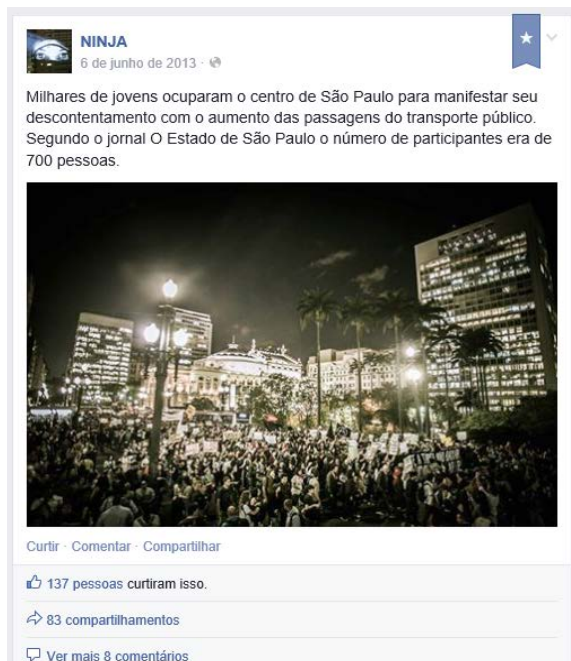 NINJA
6 de junho de 2013 ·
Milhares de jovens ocuparam o centro de São Paulo para manifestar seu
descontentamento com o aumento das passagens do transporte público.
Segundo o jornal O Estado de São Paulo o número de participantes era de
700 pessoas.
Curtir · Comentar · Compartilhar
137 pessoas curtiram isso.
83 compartilhamentos
Ver mais 8 comentários